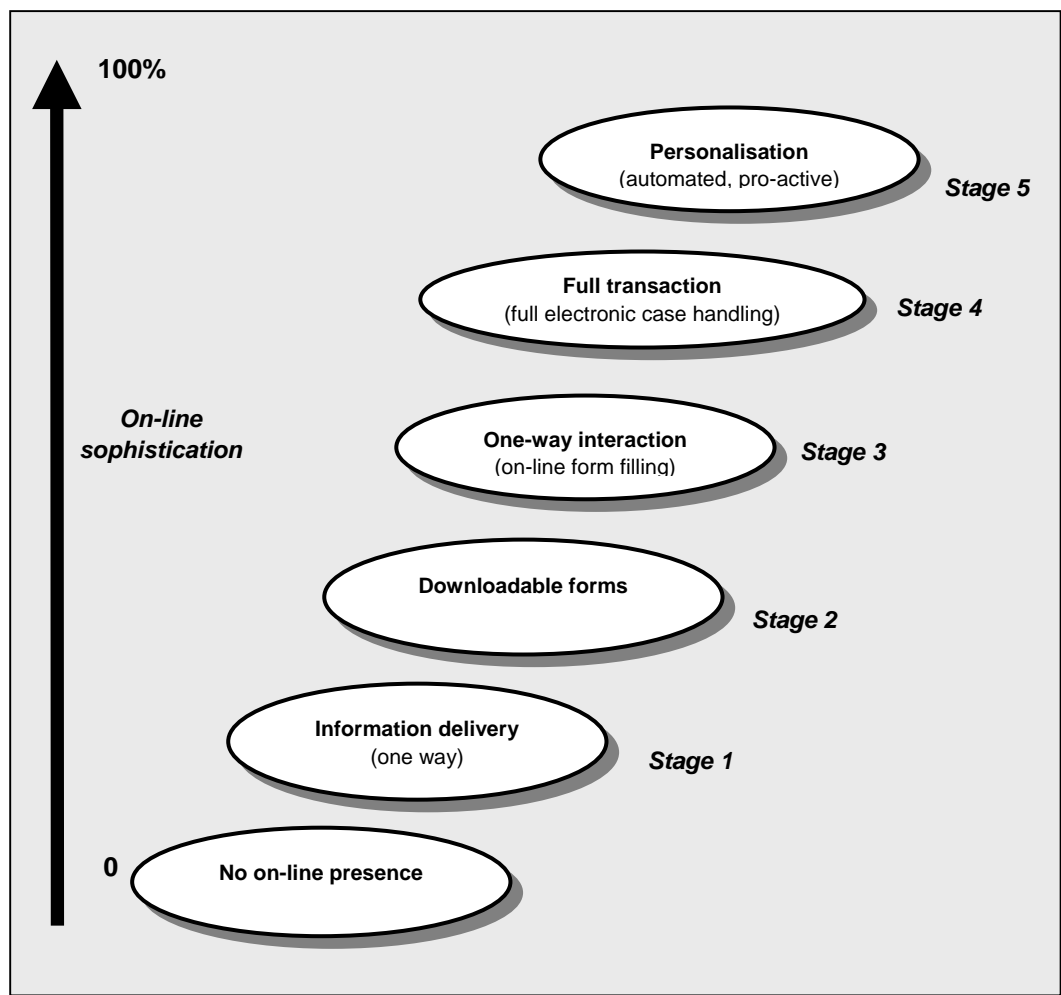 100%
Personalisation
(automated, pro-active)
Stage 5
Full transaction
(full electronic case handling)
Stage 4
On-line
sophistication
One-way interaction
(on-line form filling)
Stage 3
Downloadable forms
Stage 2
Information delivery
(one way)
Stage 1
0
No on-line presence